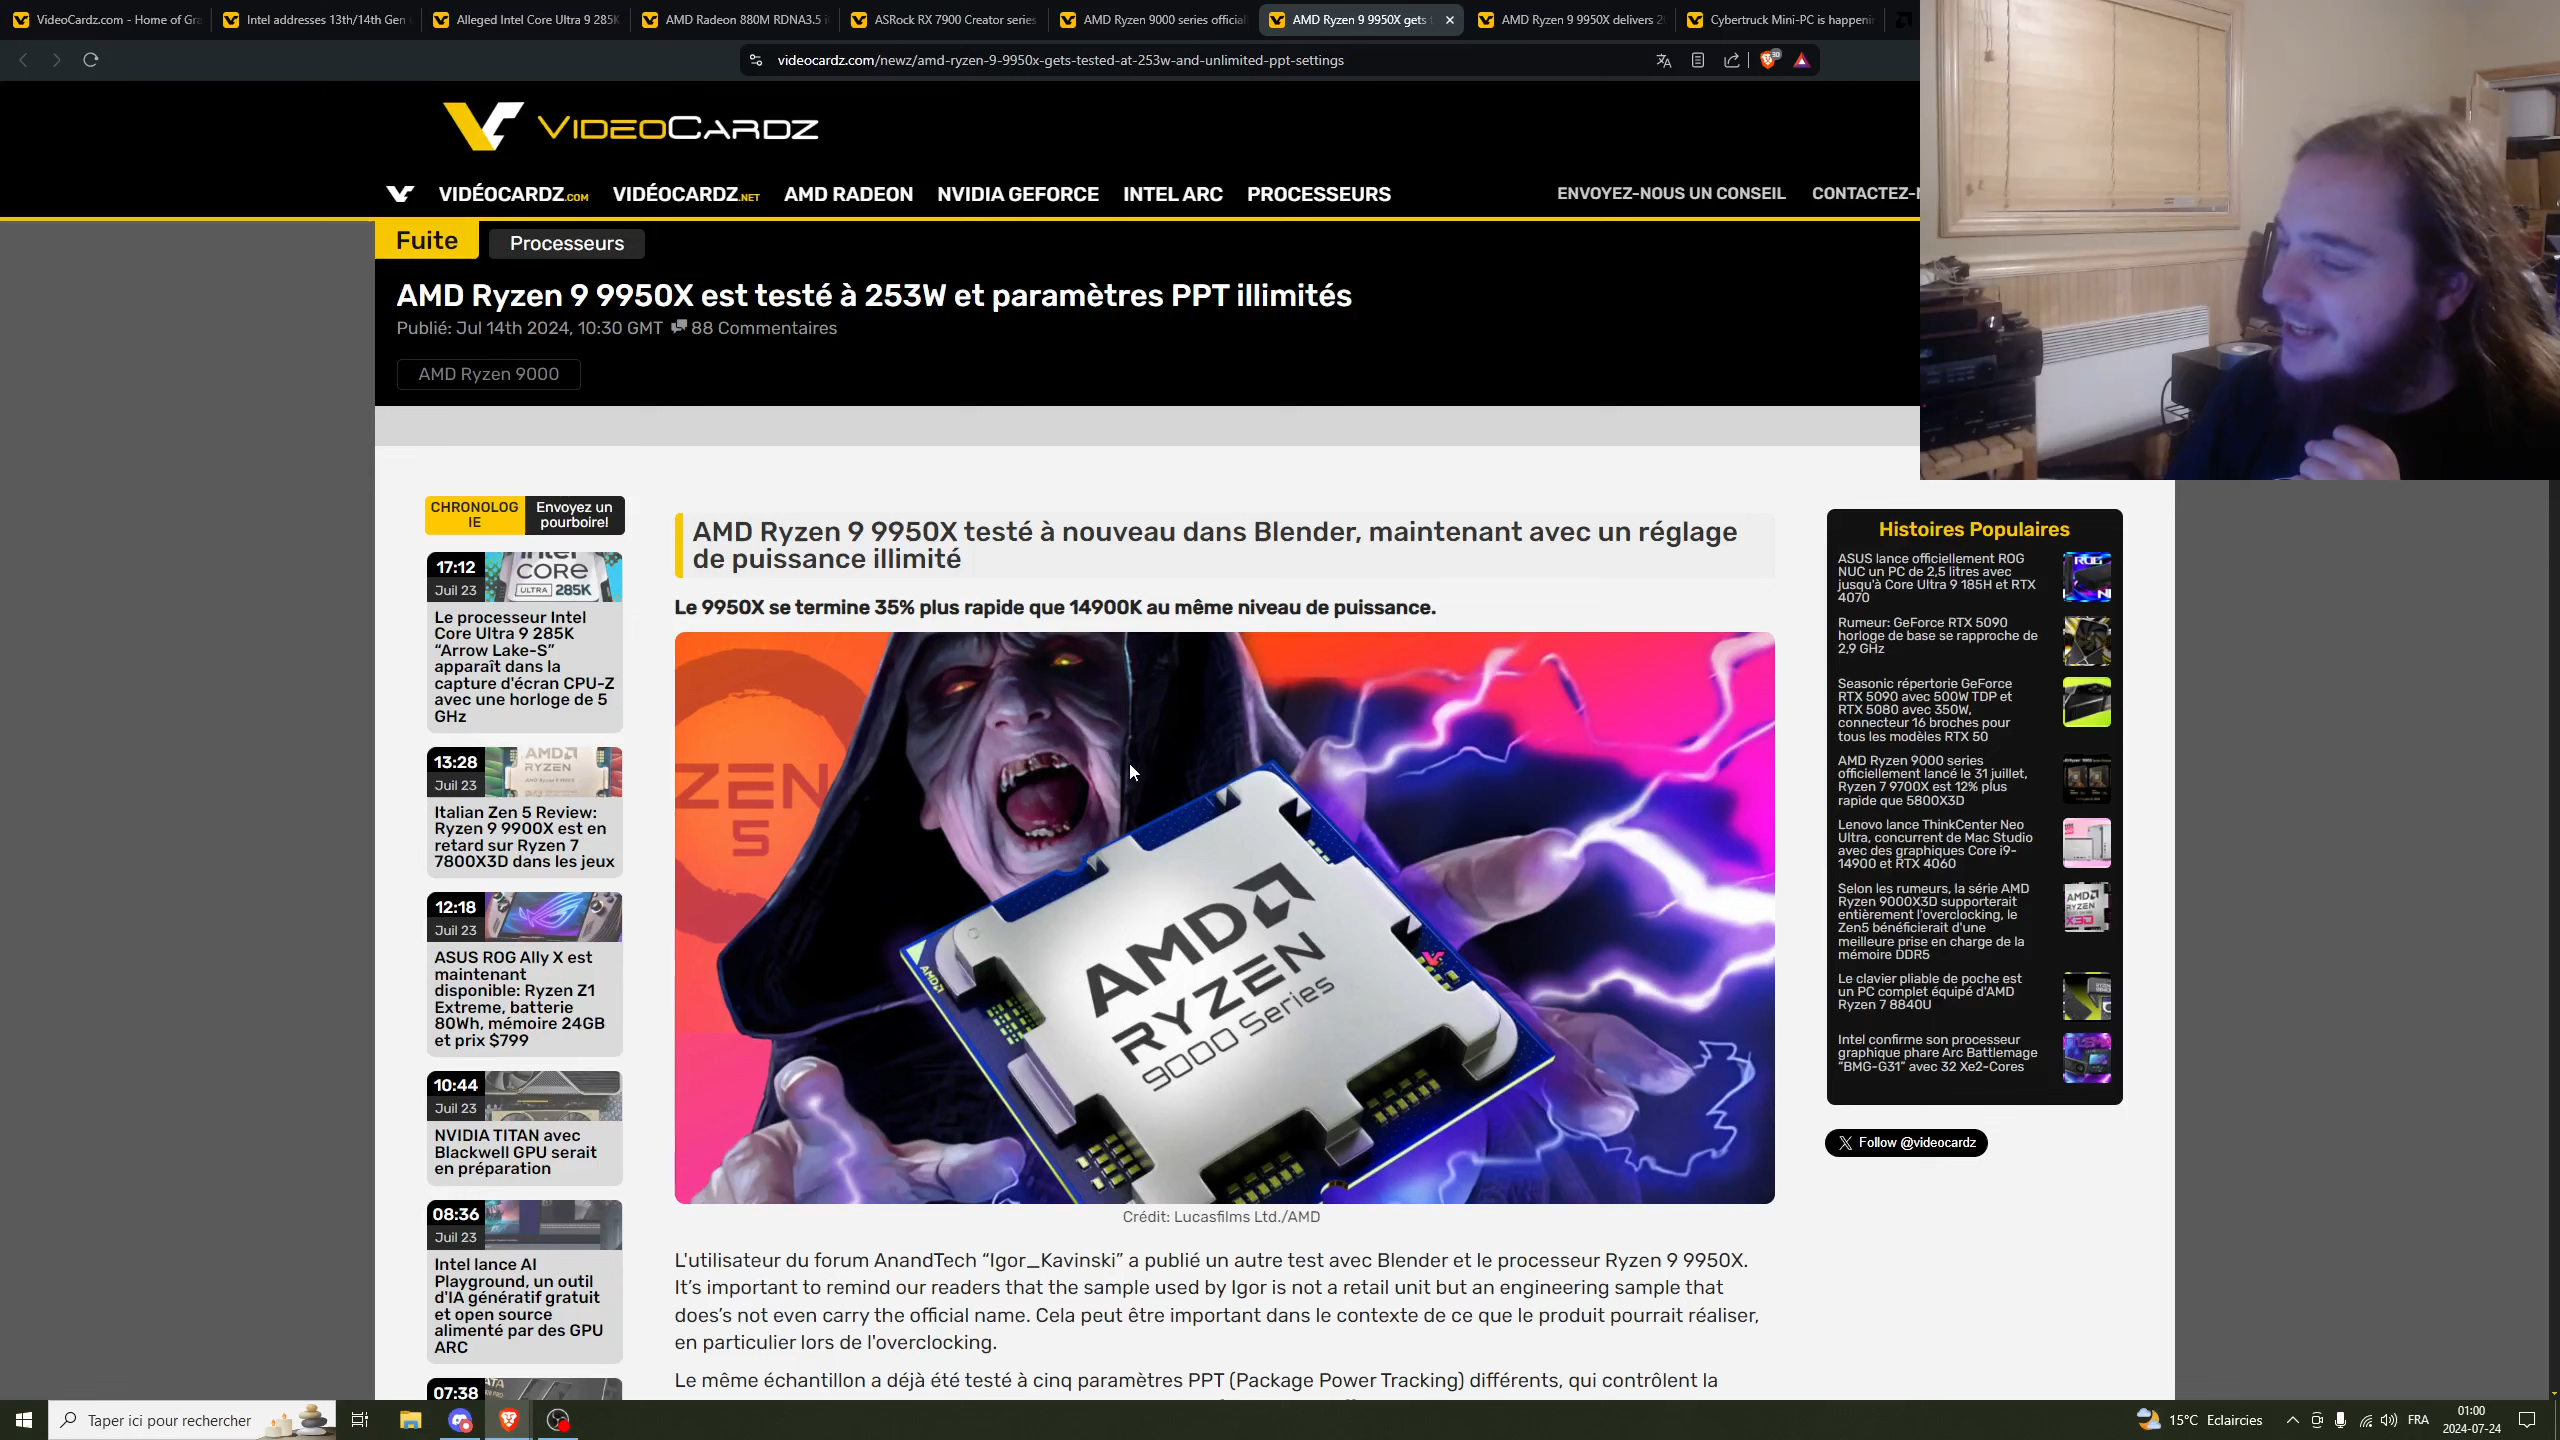 VideoCardz.com - Home of Gra
Intel addresses 13th/14th Gen
Alleged Intel Core Ultra 9 285K
AMD Radeon 880M RDNA3.5 i
ASRock RX 7900 Creator series
AMD Ryzen 9000 series official
AMD Ryzen 9 9950X gets t
AMD Ryzen 9 9950X delivers 2
Cybertruck Mini-PC is happenin
videocardz.com/newz/amd-ryzen-9-9950x-gets-tested-at-253w-and-unlimited-ppt-settings
30
VIDEOCARDZ
VIDÉOCARDZ.COM
VIDÉOCARDZ.NET
AMD RADEON
NVIDIA GEFORCE
INTEL ARC
PROCESSEURS
ENVOYEZ-NOUS UN CONSEIL
CONTACTEZ-N
Fuite
Processeurs
AMD Ryzen 9 9950X est testé à 253W et paramètres PPT illimités
Publié: Jul 14th 2024, 10:30 GMT 88 Commentaires
AMD Ryzen 9000
CHRONOLOG
IE
Envoyez un
pourboire!
17:12
Juil 23
intel
CORE
ULTRA 285K
Le processeur Intel
Core Ultra 9 285K
“Arrow Lake-S”
apparaît dans la
capture d'écran CPU-Z
avec une horloge de 5
GHz
13:28
Juil 23
AMD
RYZEN
Italian Zen 5 Review:
Ryzen 9 9900X est en
retard sur Ryzen 7
7800X3D dans les jeux
12:18
Juil 23
ASUS ROG Ally X est
maintenant
disponible: Ryzen Z1
Extreme, batterie
80Wh, mémoire 24GB
et prix $799
10:44
Juil 23
NVIDIA TITAN avec
Blackwell GPU serait
en préparation
08:36
Juil 23
Intel lance AI
Playground, un outil
d'IA génératif gratuit
et open source
alimenté par des GPU
ARC
07:38
AMD Ryzen 9 9950X testé à nouveau dans Blender, maintenant avec un réglage
de puissance illimité
Le 9950X se termine 35% plus rapide que 14900K au même niveau de puissance.
ZEN
5
AMD
AMD
RYZEN
9000 Series
Crédit: Lucasfilms Ltd./AMD
L'utilisateur du forum AnandTech “Igor_Kavinski” a publié un autre test avec Blender et le processeur Ryzen 9 9950X.
It’s important to remind our readers that the sample used by Igor is not a retail unit but an engineering sample that
does’s not even carry the official name. Cela peut être important dans le contexte de ce que le produit pourrait réaliser,
en particulier lors de l'overclocking.
Le même échantillon a déjà été testé à cinq paramètres PPT (Package Power Tracking) différents, qui contrôlent la
Histoires Populaires
ASUS lance officiellement ROG
NUC un PC de 2,5 litres avec
jusqu'à Core Ultra 9 185H et RTX
4070
Rumeur: GeForce RTX 5090
horloge de base se rapproche de
2,9 GHz
Seasonic répertorie GeForce
RTX 5090 avec 500W TDP et
RTX 5080 avec 350W,
connecteur 16 broches pour
tous les modèles RTX 50
AMD Ryzen 9000 series
officiellement lancé le 31 juillet,
Ryzen 7 9700X est 12% plus
rapide que 5800X3D
Lenovo lance ThinkCenter Neo
Ultra, concurrent de Mac Studio
avec des graphiques Core i9-
14900 et RTX 4060
Selon les rumeurs, la série AMD
Ryzen 9000X3D supporterait
entièrement l'overclocking, le
Zen5 bénéficierait d'une
meilleure prise en charge de la
mémoire DDR5
AMD
RYZEN
X3D
Le clavier pliable de poche est
un PC complet équipé d'AMD
Ryzen 7 8840U
Intel confirme son processeur
graphique phare Arc Battlemage
“BMG-G31” avec 32 Xe2-Cores
Follow @videocardz
Taper ici pour rechercher
15°C Eclaircies
FRA
01:00
2024-07-24